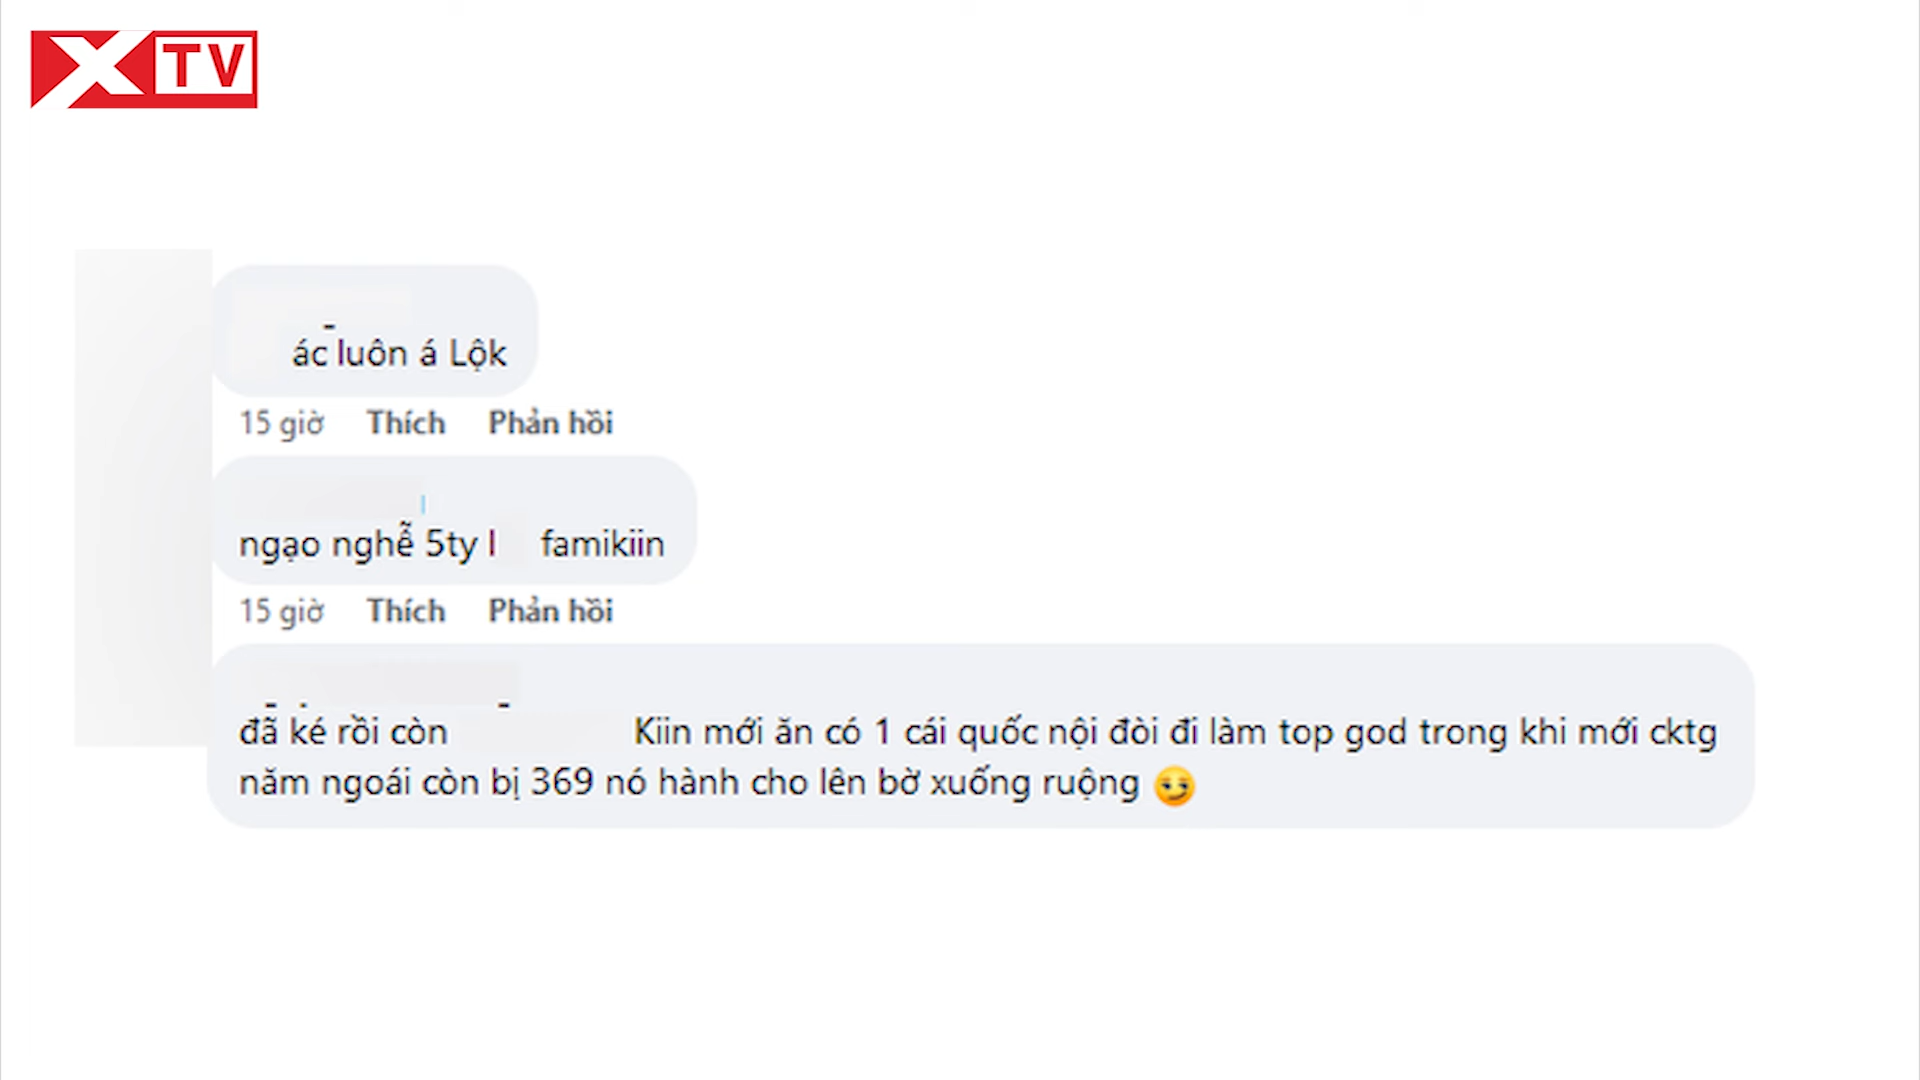 XTV
ác luôn á Lộk
15 giờ Thích Phản hồi
ngạo nghễ 5ty l famikiin
15 giờ Thích Phản hồi
đã ké rồi còn Kiin mới ăn có 1 cái quốc nội đòi đi làm top god trong khi mới cktg
năm ngoái còn bị 369 nó hành cho lên bờ xuống ruộng 😏